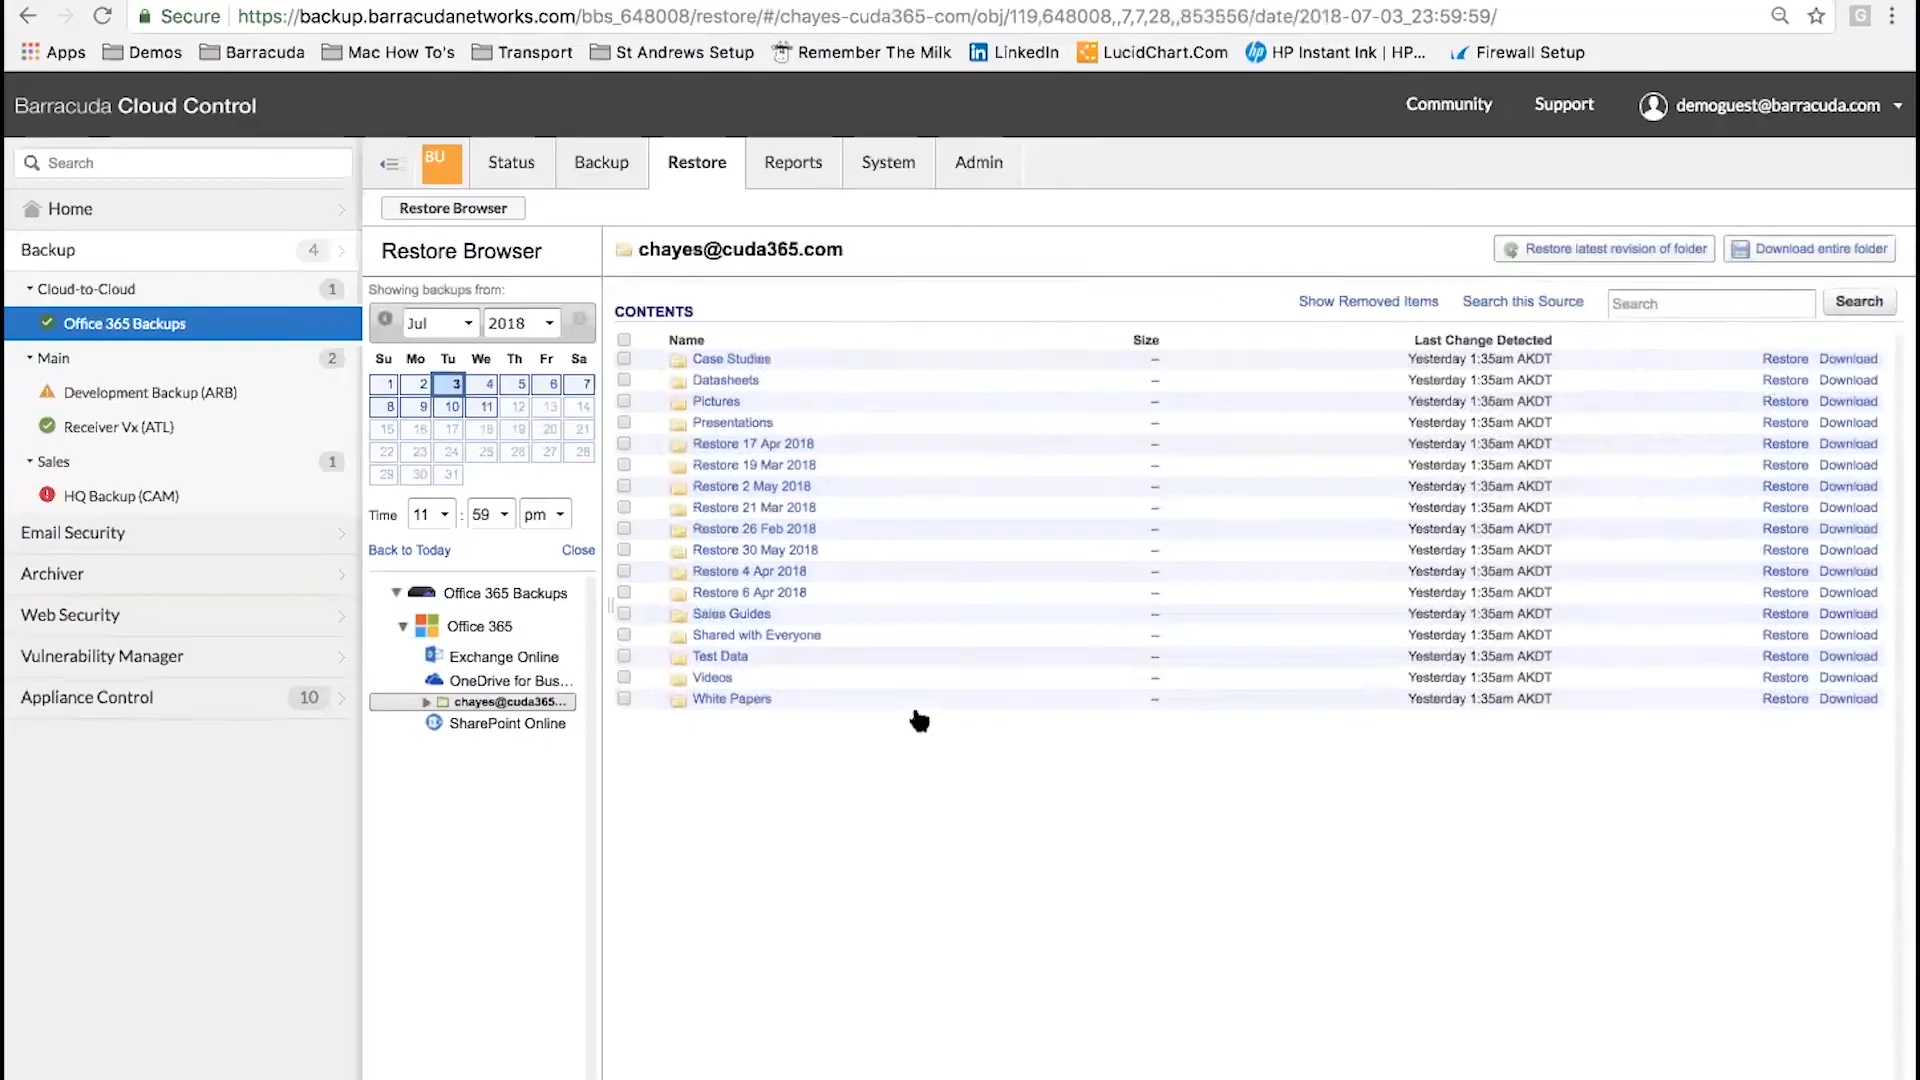 Secure https://backup.barracudanetworks.com/bbs_648008/restore/#/chayes-cuda365-com/obj/119,648008,,7,7,28,,853556/date/2018-07-03_23:59:59/ G
Apps Demos Barracuda Mac How To's Transport St Andrews Setup Remember The Milk LinkedIn LucidChart.Com HP Instant Ink | HP... Firewall Setup
Barracuda Cloud Control Community Support demoguest@barracuda.com
Search
BU Status Backup Restore Reports System Admin
Home
Restore Browser
Backup 4
Restore Browser
chayes@cuda365.com
Restore latest revision of folder Download entire folder
Cloud-to-Cloud 1
Office 365 Backups
Main 2
Development Backup (ARB)
Receiver Vx (ATL)
Sales 1
HQ Backup (CAM)
Email Security
Archiver
Web Security
Vulnerability Manager
Appliance Control 10
Showing backups from:
Jul 2018
Su Mo Tu We Th Fr Sa
1 2 3 4 5 6 7
8 9 10 11 12 13 14
15 16 17 18 19 20 21
22 23 24 25 26 27 28
29 30 31
Time 11 : 59 pm
Back to Today Close
Office 365 Backups
Office 365
Exchange Online
OneDrive for Bus...
chayes@cuda365...
SharePoint Online
CONTENTS Show Removed Items Search this Source Search Search
Name Size Last Change Detected
Case Studies – Yesterday 1:35am AKDT Restore Download
Datasheets – Yesterday 1:35am AKDT Restore Download
Pictures – Yesterday 1:35am AKDT Restore Download
Presentations – Yesterday 1:35am AKDT Restore Download
Restore 17 Apr 2018 – Yesterday 1:35am AKDT Restore Download
Restore 19 Mar 2018 – Yesterday 1:35am AKDT Restore Download
Restore 2 May 2018 – Yesterday 1:35am AKDT Restore Download
Restore 21 Mar 2018 – Yesterday 1:35am AKDT Restore Download
Restore 26 Feb 2018 – Yesterday 1:35am AKDT Restore Download
Restore 30 May 2018 – Yesterday 1:35am AKDT Restore Download
Restore 4 Apr 2018 – Yesterday 1:35am AKDT Restore Download
Restore 6 Apr 2018 – Yesterday 1:35am AKDT Restore Download
Sales Guides – Yesterday 1:35am AKDT Restore Download
Shared with Everyone – Yesterday 1:35am AKDT Restore Download
Test Data – Yesterday 1:35am AKDT Restore Download
Videos – Yesterday 1:35am AKDT Restore Download
White Papers – Yesterday 1:35am AKDT Restore Download